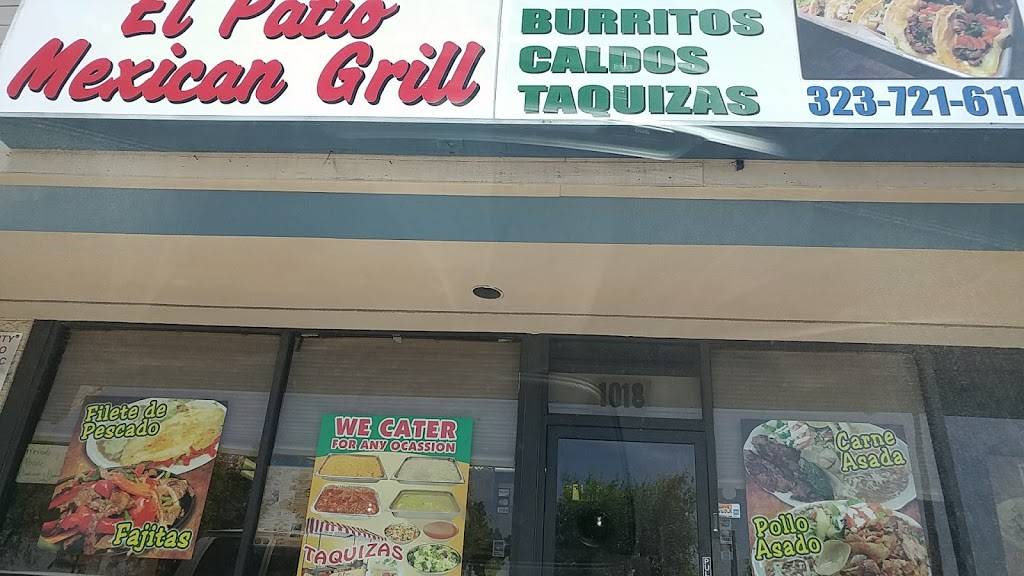 El Patio
Mexican Grill
BURRITOS
CALDOS
TAQUIZAS
323-721-611
1018
Filete de
Pescado
Fajitas
WE CATER
FOR ANY OCASSION
TAQUIZAS
Carne
Asada
Pollo
Asado